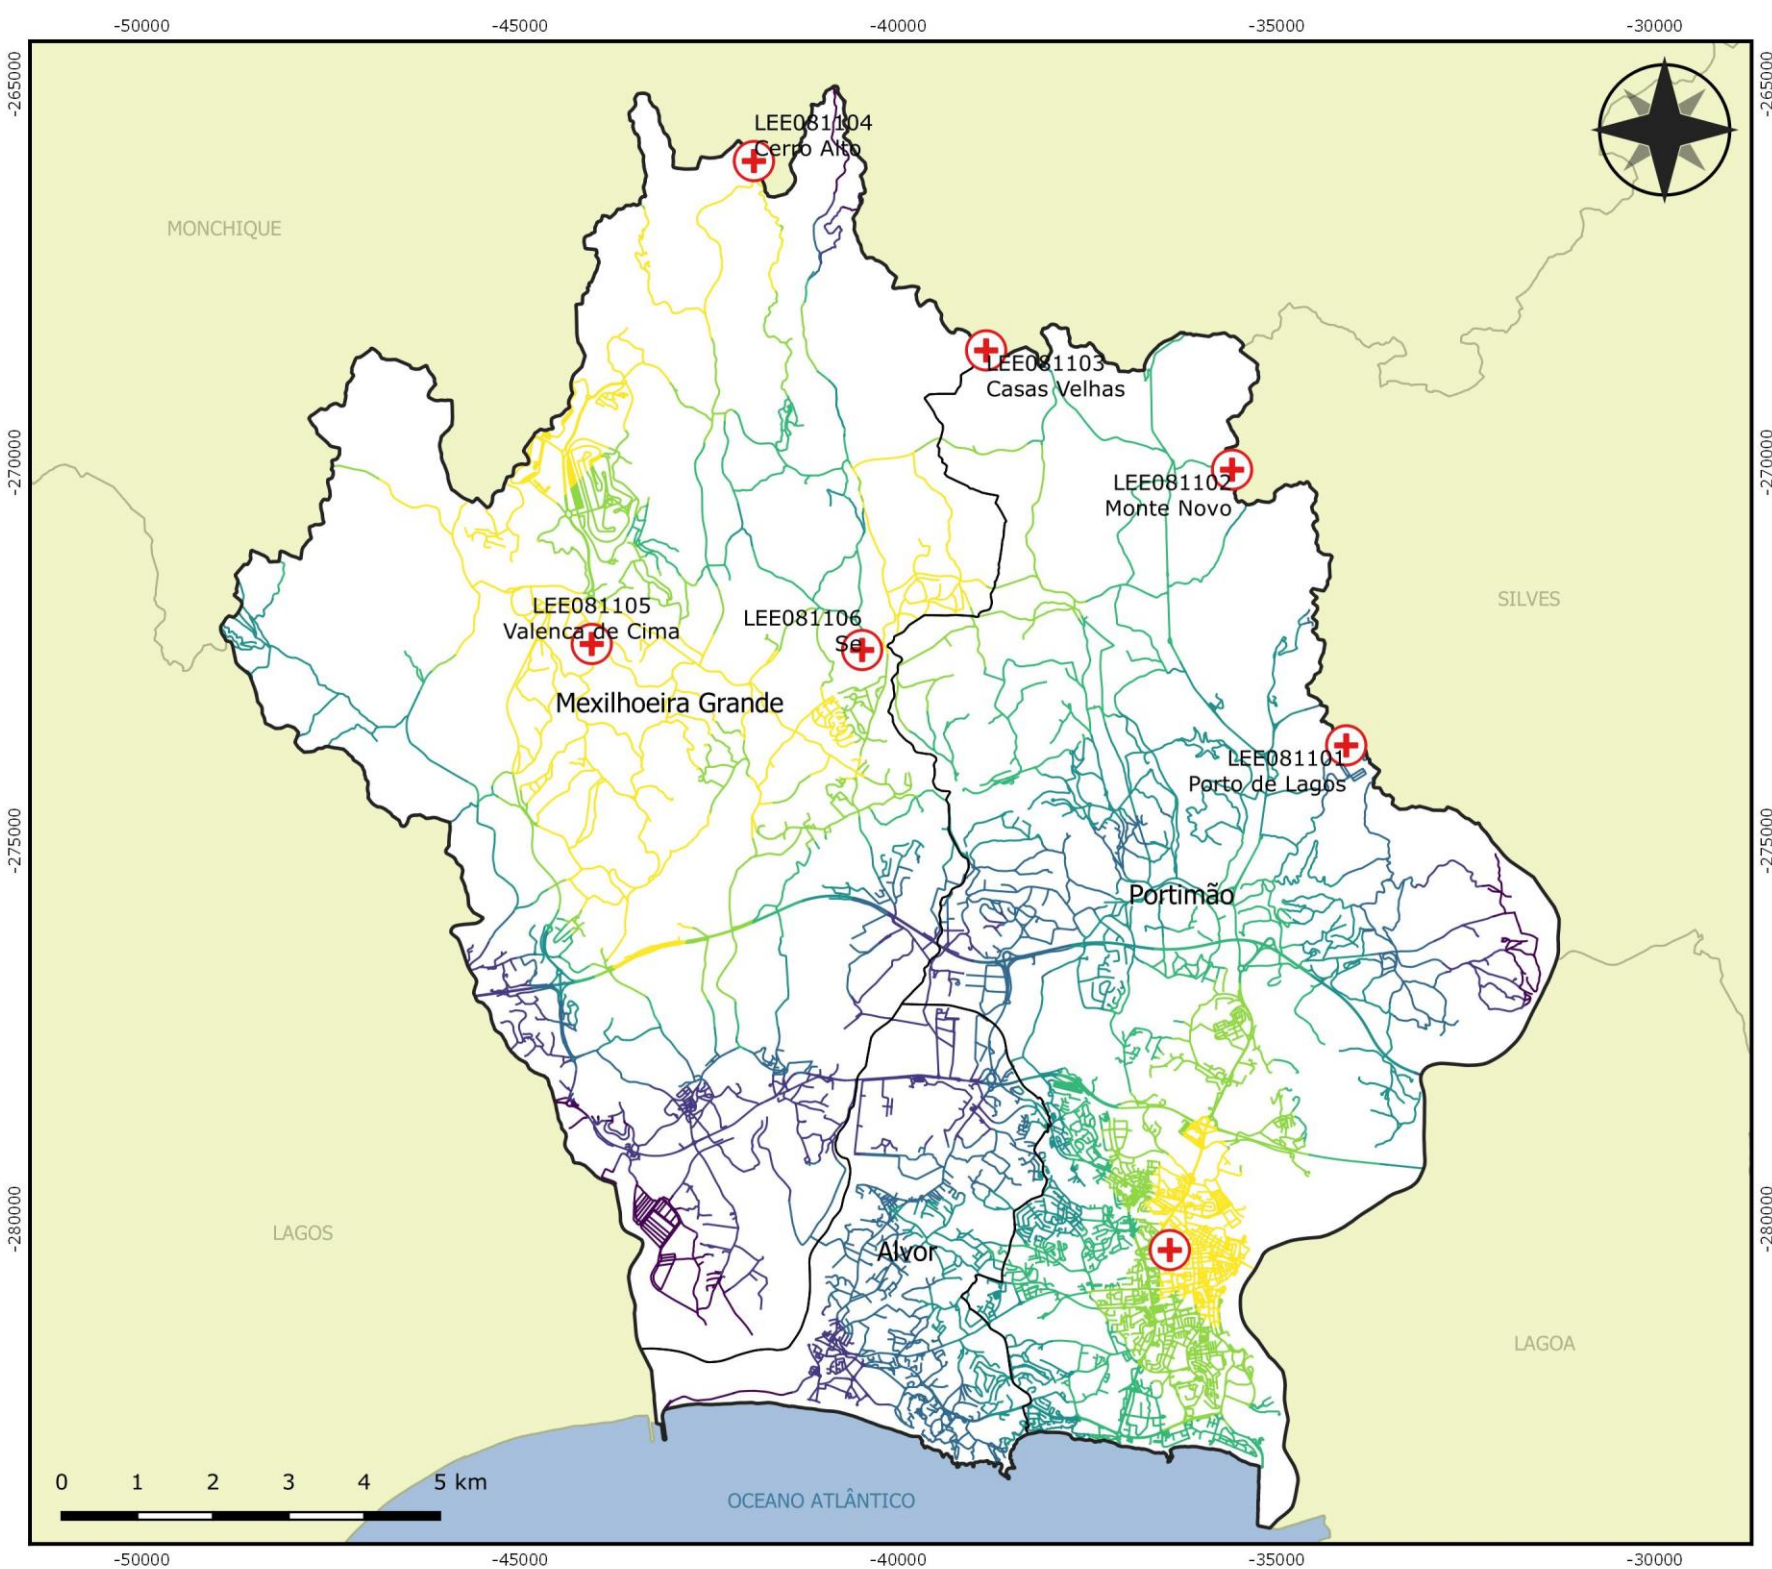 -50000
-45000
-40000
-35000
-30000
-265000
-265000
LEE081104
Cerro Alto
MONCHIQUE
LEE081103
Casas Velhas
-270000
-270000
LEE081102
Monte Novo
SILVES
LEE081105
Valenca de Cima
LEE081106
Se
Mexilhoeira Grande
LEE081101
Porto de Lagos
-275000
-275000
Portimão
-280000
-280000
LAGOS
Alvor
LAGOA
0 1 2 3 4 5 km
OCEANO ATLÂNTICO
-50000
-45000
-40000
-35000
-30000